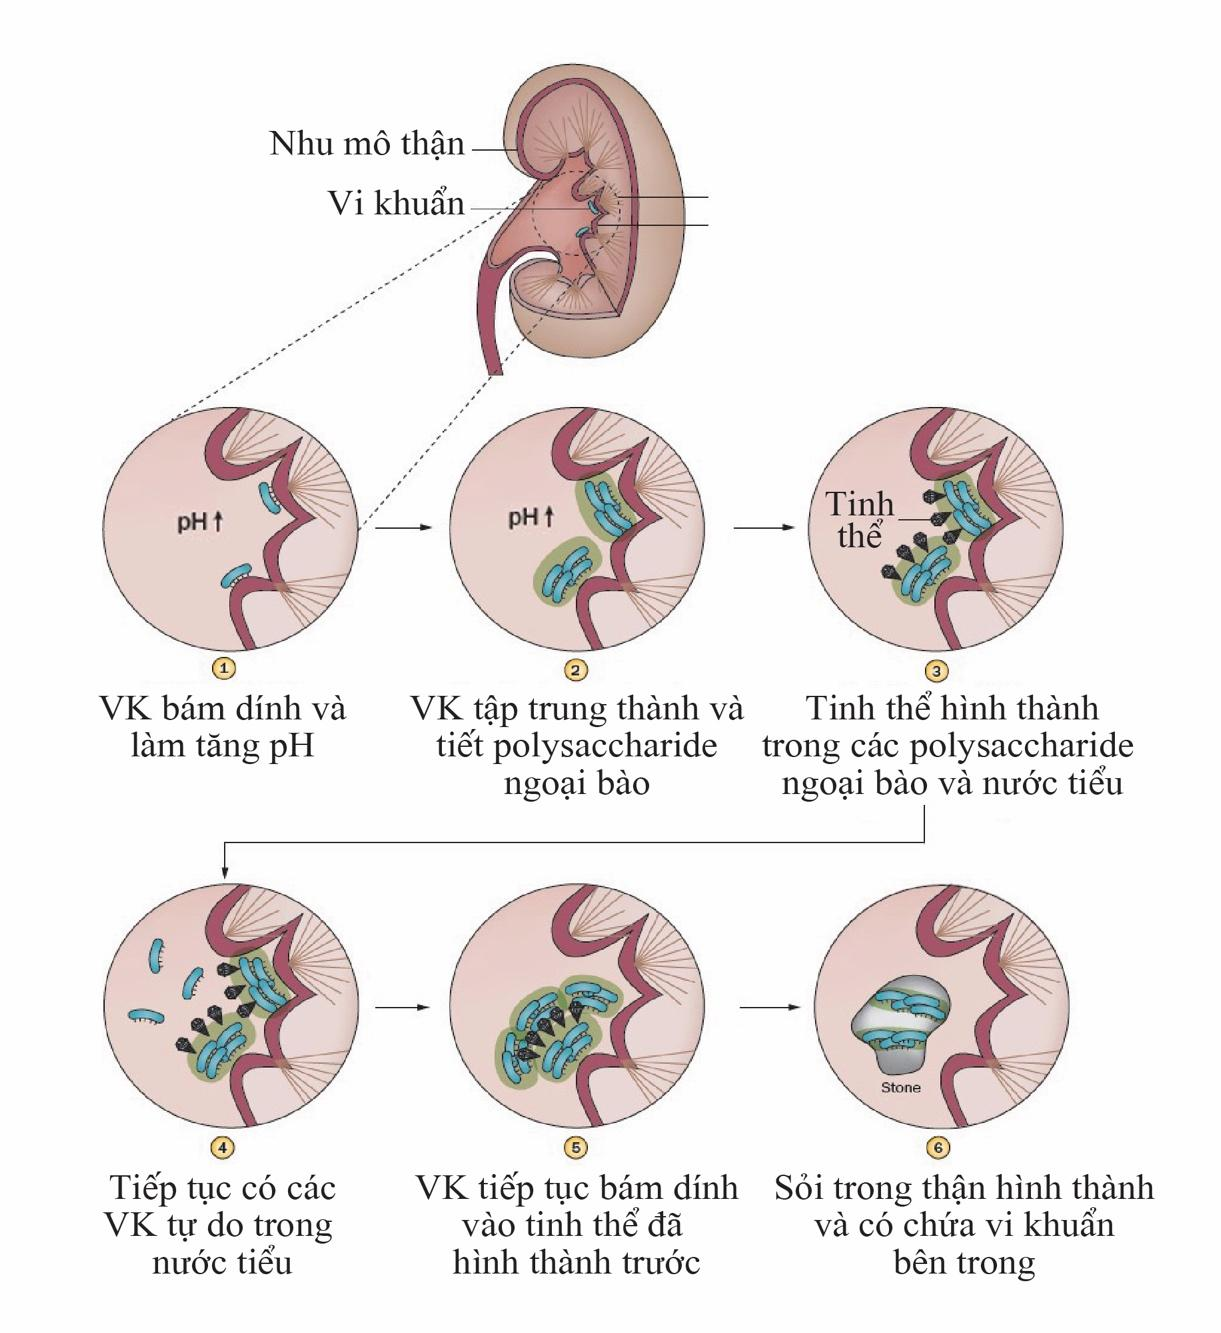 Nhu mô thận
Vi khuẩn
pH ↑
pH ↑
Tinh
thể
1
2
3
VK bám dính và
làm tăng pH
VK tập trung thành và
tiết polysaccharide
ngoại bào
Tinh thể hình thành
trong các polysaccharide
ngoại bào và nước tiểu
Stone
4
5
6
Tiếp tục có các
VK tự do trong
nước tiểu
VK tiếp tục bám dính
vào tinh thể đã
hình thành trước
Sỏi trong thận hình thành
và có chứa vi khuẩn
bên trong